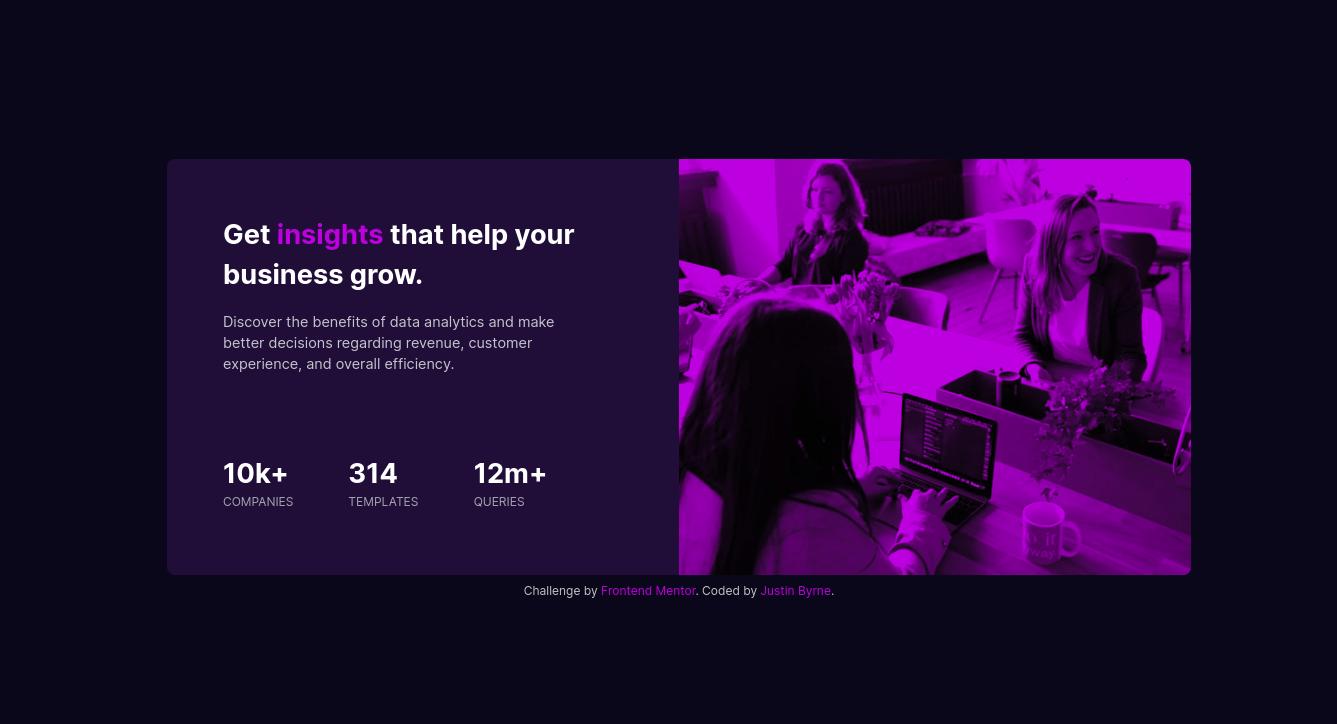 Get insights that help your
business grow.
Discover the benefits of data analytics and make
better decisions regarding revenue, customer
experience, and overall efficiency.
10k+ 314 12m+
COMPANIES TEMPLATES QUERIES
Challenge by Frontend Mentor. Coded by Justin Byrne.